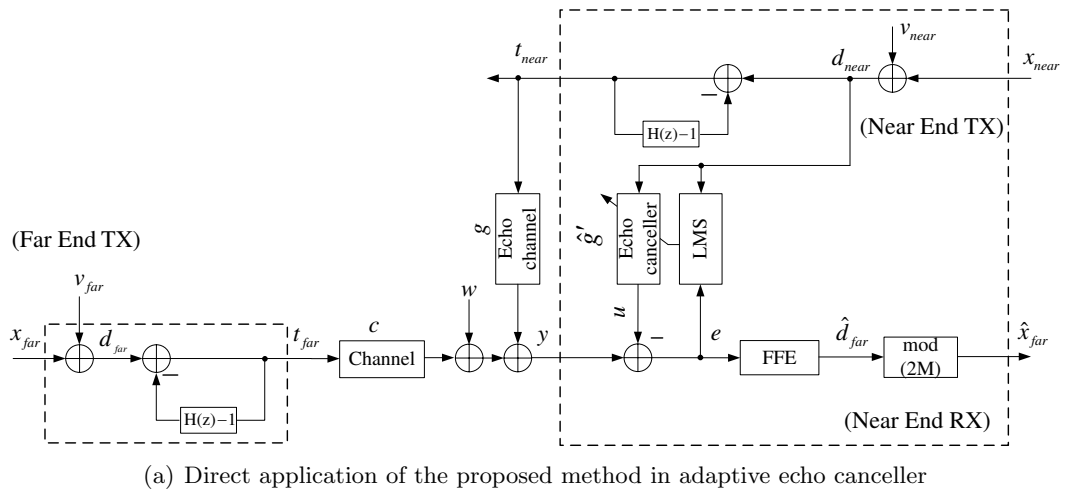 v_near
t_near
d_near
x_near
H(z)−1
(Near End TX)
g
Echo channel
ĝ'
Echo canceller
LMS
(Far End TX)
v_far
w
u
x_far
d_far
t_far
c
y
e
d̂_far
x̂_far
Channel
FFE
mod
(2M)
H(z)−1
(Near End RX)
(a) Direct application of the proposed method in adaptive echo canceller